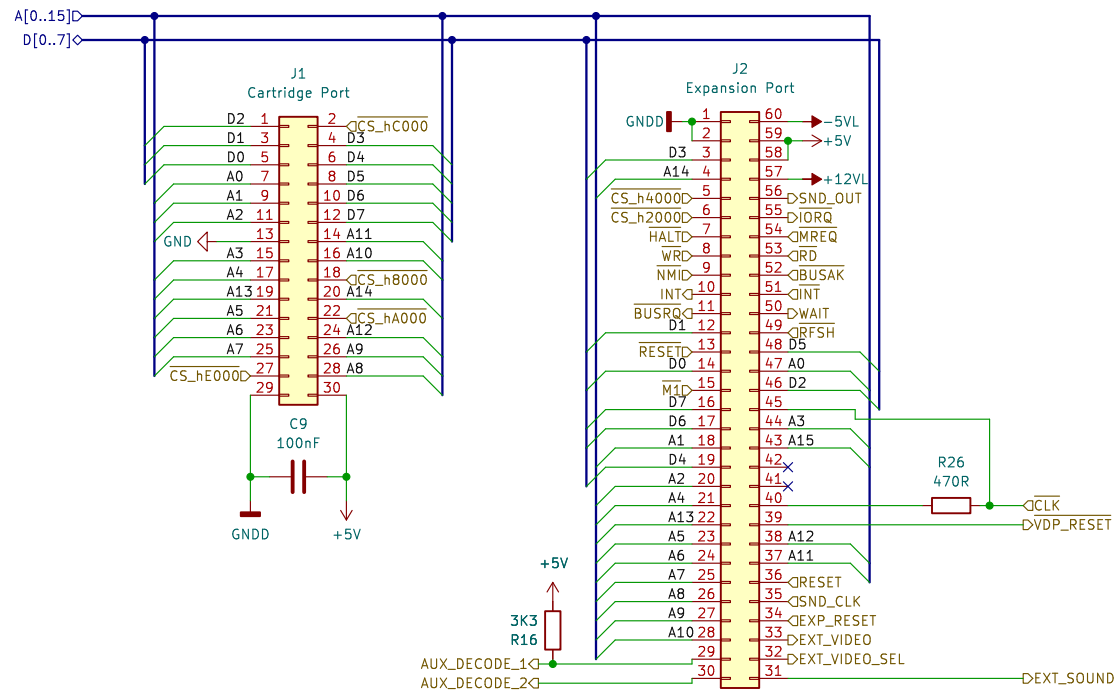 A[0..15]
D[0..7]
J1
Cartridge Port
D2 1 2 CS_hC000
D1 3 4 D3
D0 5 6 D4
A0 7 8 D5
A1 9 10 D6
A2 11 12 D7
GND 13 14 A11
A3 15 16 A10
A4 17 18 CS_h8000
A13 19 20 A14
A5 21 22 CS_hA000
A6 23 24 A12
A7 25 26 A9
CS_hE000 27 28 A8
29 30
C9
100nF
GNDD
+5V
J2
Expansion Port
GNDD 1 60 -5VL
2 59 +5V
D3 3 58
A14 4 57 +12VL
CS_h4000 5 56 SND_OUT
CS_h2000 6 55 IORQ
HALT 7 54 MREQ
WR 8 53 RD
NMI 9 52 BUSAK
INT 10 51 INT
BUSRQ 11 50 WAIT
D1 12 49 RFSH
RESET 13 48 D5
D0 14 47 A0
M1 15 46 D2
D7 16 45
D6 17 44 A3
A1 18 43 A15
D4 19 42
A2 20 41
A4 21 40
A13 22 39 VDP_RESET
A5 23 38 A12
A6 24 37 A11
A7 25 36 RESET
A8 26 35 SND_CLK
A9 27 34 EXP_RESET
A10 28 33 EXT_VIDEO
AUX_DECODE_1 29 32 EXT_VIDEO_SEL
AUX_DECODE_2 30 31 EXT_SOUND
R26
470R
CLK
+5V
3K3
R16